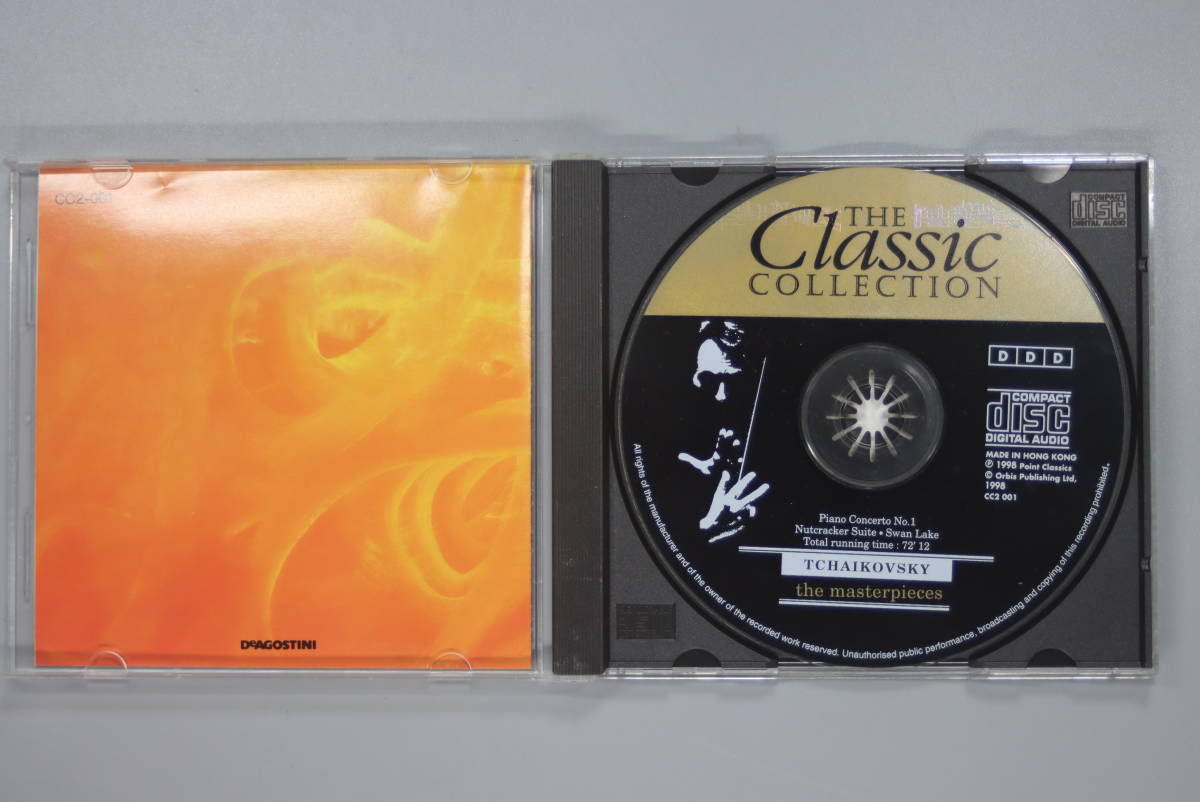 CC2-001
DeAGOSTINI
THE
Classic
COLLECTION
DDD
COMPACT
disc
DIGITAL AUDIO
MADE IN HONG KONG
℗ 1998 Point Classics
© Orbis Publishing Ltd,
1998
CC2 001
Piano Concerto No.1
Nutcracker Suite • Swan Lake
Total running time : 72' 12
TCHAIKOVSKY
the masterpieces
All rights of the manufacturer and of the owner of the recorded work reserved. Unauthorised public performance, broadcasting and copying of this recording prohibited.
COMPACT
disc
DIGITAL AUDIO